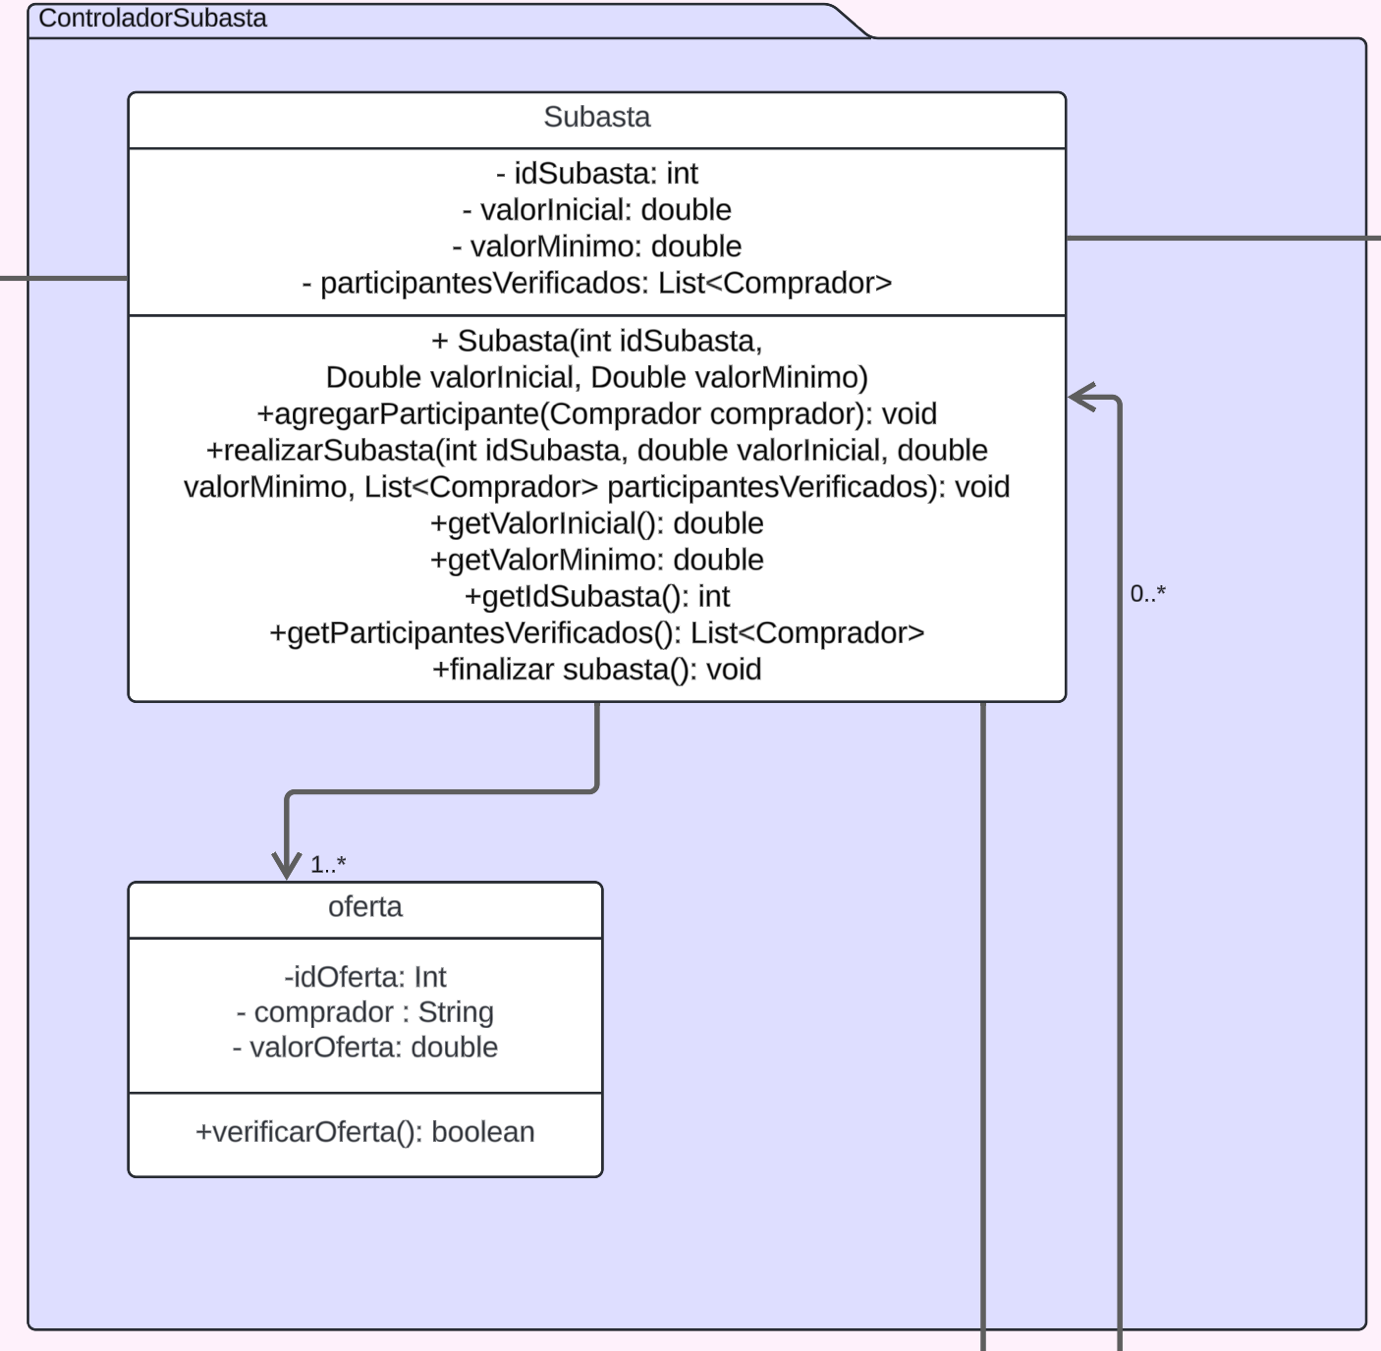 ControladorSubasta
Subasta
- idSubasta: int
- valorInicial: double
- valorMinimo: double
- participantesVerificados: List<Comprador>
+ Subasta(int idSubasta,
Double valorInicial, Double valorMinimo)
+agregarParticipante(Comprador comprador): void
+realizarSubasta(int idSubasta, double valorInicial, double
valorMinimo, List<Comprador> participantesVerificados): void
+getValorInicial(): double
+getValorMinimo: double
+getIdSubasta(): int
+getParticipantesVerificados(): List<Comprador>
+finalizar subasta(): void
0..*
1..*
oferta
-idOferta: Int
- comprador : String
- valorOferta: double
+verificarOferta(): boolean